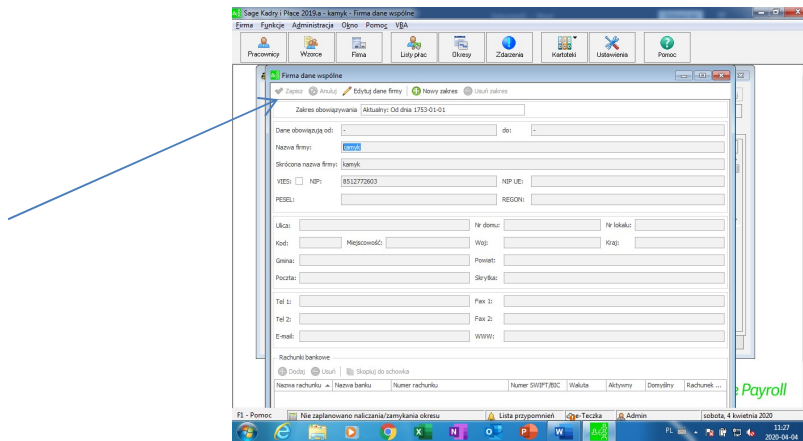 Sage Kadry i Płace 2019.a - kamyk - Firma dane wspólne
Firma Funkcje Administracja Okno Pomoc VBA
Pracownicy Wzorce Firma Listy płac Okresy Zdarzenia Kartoteki Ustawienia Pomoc
Firma dane wspólne
Zapisz Anuluj Edytuj dane firmy Nowy zakres Usuń zakres
Zakres obowiązywania Aktualny: Od dnia 1753-01-01
Dane obowiązują od: - do: -
Nazwa firmy: kamyk
Skrócona nazwa firmy: kamyk
VIES: NIP: 8512772603 NIP UE:
PESEL: REGON:
Ulica: Nr domu: Nr lokalu:
Kod: Miejscowość: Woj: Kraj:
Gmina: Powiat:
Poczta: Skrytka:
Tel 1: Fax 1:
Tel 2: Fax 2:
E-mail: WWW:
Rachunki bankowe
Dodaj Usuń Skopiuj do schowka
Nazwa rachunku Nazwa banku Numer rachunku Numer SWIFT/BIC Waluta Aktywny Domyślny Rachunek ...
e Payroll
F1 - Pomoc Nie zaplanowano naliczania/zamykania okresu Lista przypomnień e-Teczka Admin sobota, 4 kwietnia 2020
PL 11:27
2020-04-04